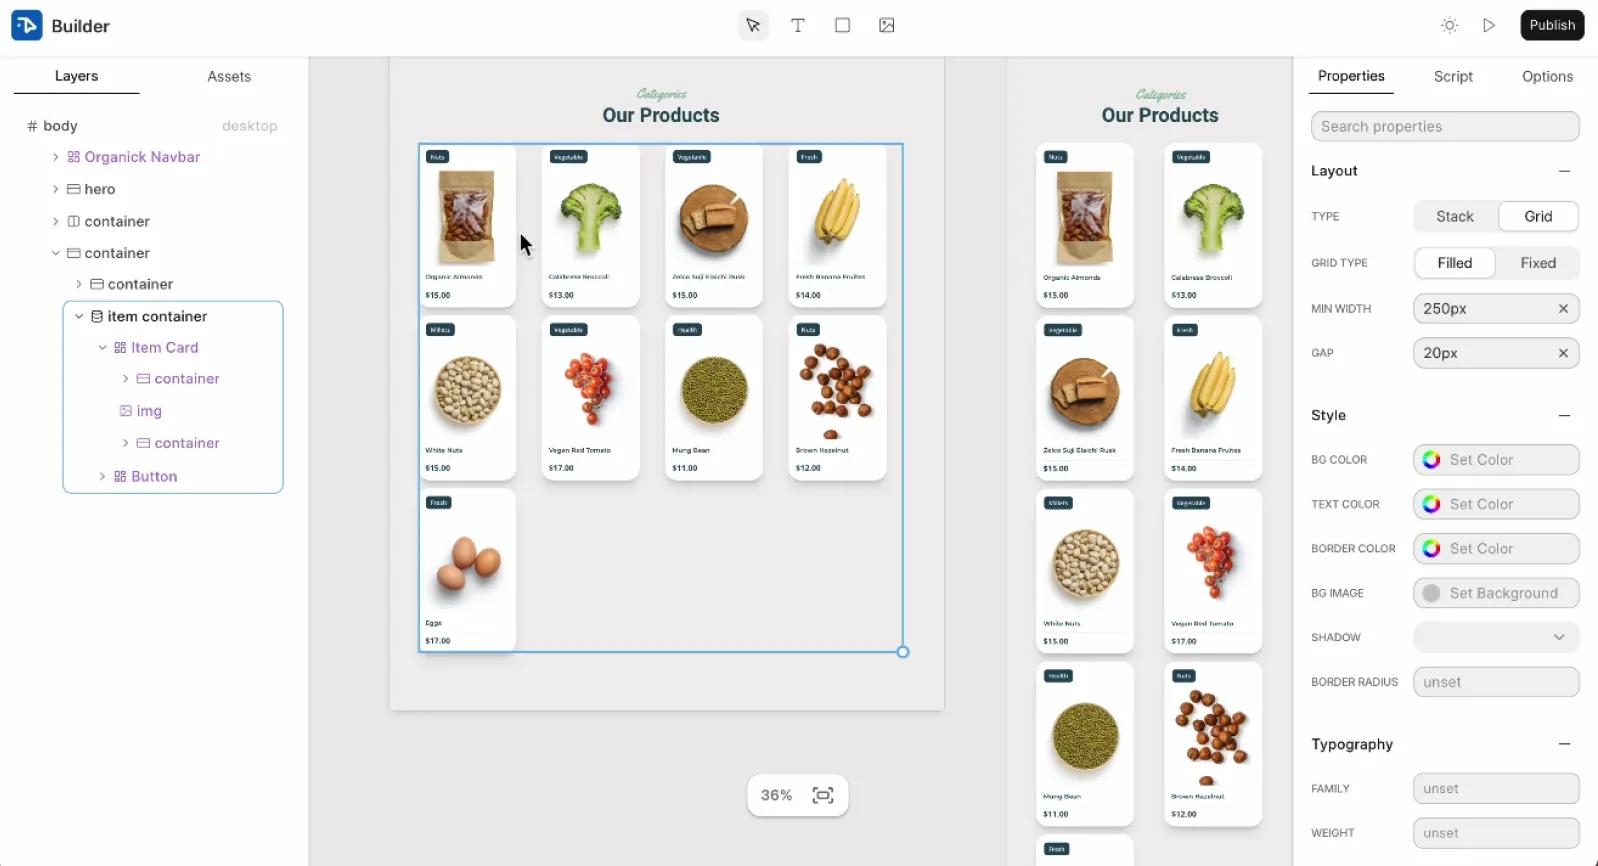 Builder
Publish
Layers
Assets
Properties
Script
Options
# body
desktop
Organick Navbar
hero
container
container
container
item container
Item Card
container
img
container
Button
Categories
Our Products
Nuts
Vegetable
Vegetable
Fresh
Organic Almonds
Calabrese Broccoli
Zelco Suji Elaichi Rusk
Fresh Banana Fruites
$15.00
$13.00
$15.00
$14.00
Millets
Vegetable
Health
Nuts
White Nuts
Vegan Red Tomato
Mung Bean
Brown Hazelnut
$15.00
$17.00
$11.00
$12.00
Fresh
Eggs
$17.00
36%
Categories
Our Products
Nuts
Vegetable
Organic Almonds
Calabrese Broccoli
$15.00
$13.00
Vegetable
Fresh
Zelco Suji Elaichi Rusk
Fresh Banana Fruites
$15.00
$14.00
Millets
Vegetable
White Nuts
Vegan Red Tomato
$15.00
$17.00
Health
Nuts
Mung Bean
Brown Hazelnut
$11.00
$12.00
Fresh
Search properties
Layout
TYPE
Stack
Grid
GRID TYPE
Filled
Fixed
MIN WIDTH
250px
GAP
20px
Style
BG COLOR
Set Color
TEXT COLOR
Set Color
BORDER COLOR
Set Color
BG IMAGE
Set Background
SHADOW
BORDER RADIUS
unset
Typography
FAMILY
unset
WEIGHT
unset